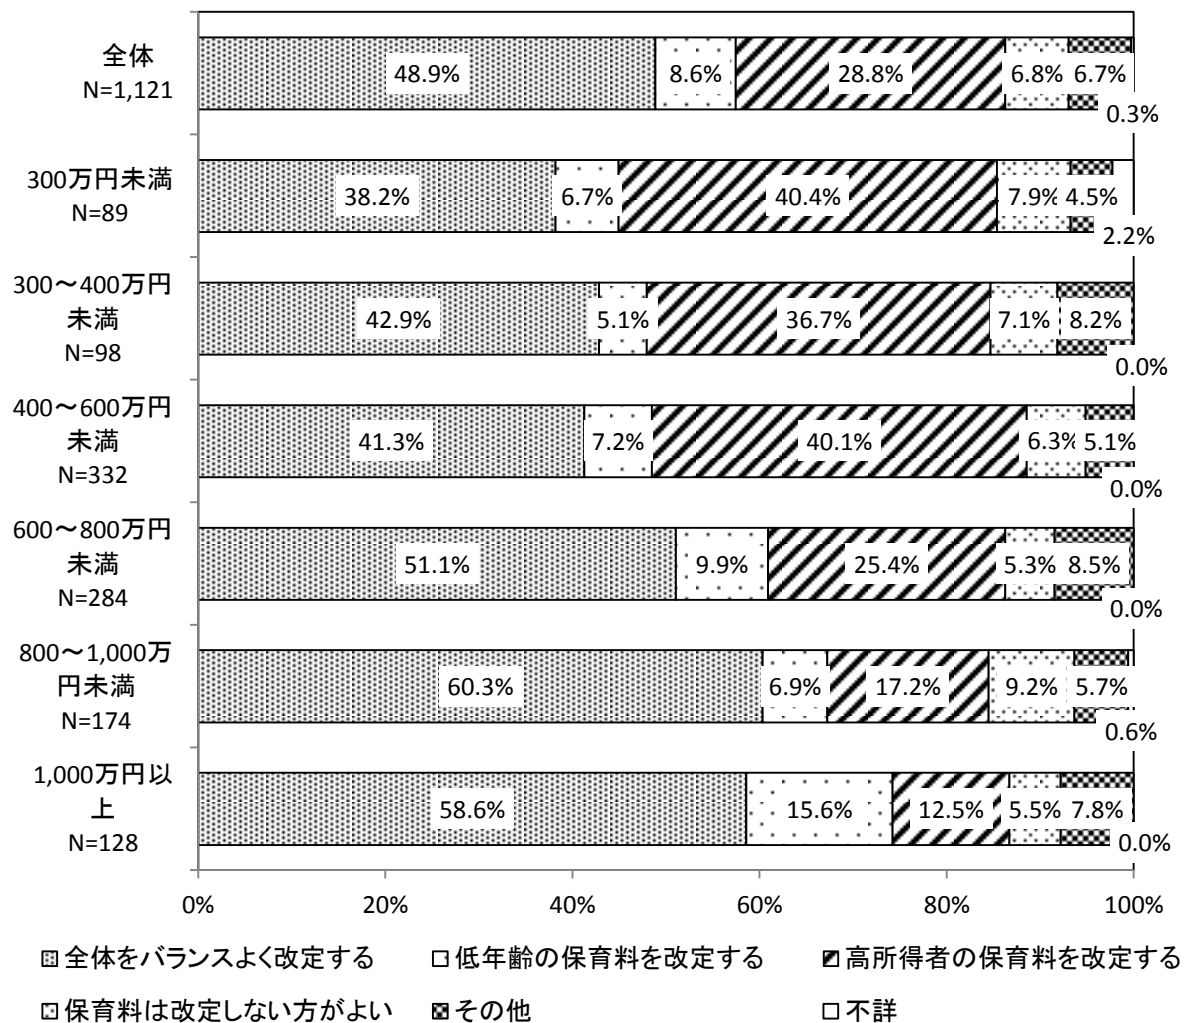 全体
N=1,121
48.9%
8.6%
28.8%
6.8%
6.7%
0.3%
300万円未満
N=89
38.2%
6.7%
40.4%
7.9%
4.5%
2.2%
300～400万円
未満
N=98
42.9%
5.1%
36.7%
7.1%
8.2%
0.0%
400～600万円
未満
N=332
41.3%
7.2%
40.1%
6.3%
5.1%
0.0%
600～800万円
未満
N=284
51.1%
9.9%
25.4%
5.3%
8.5%
0.0%
800～1,000万
円未満
N=174
60.3%
6.9%
17.2%
9.2%
5.7%
0.6%
1,000万円以
上
N=128
58.6%
15.6%
12.5%
5.5%
7.8%
0.0%
0%
20%
40%
60%
80%
100%
全体をバランスよく改定する
低年齢の保育料を改定する
高所得者の保育料を改定する
保育料は改定しない方がよい
その他
不詳